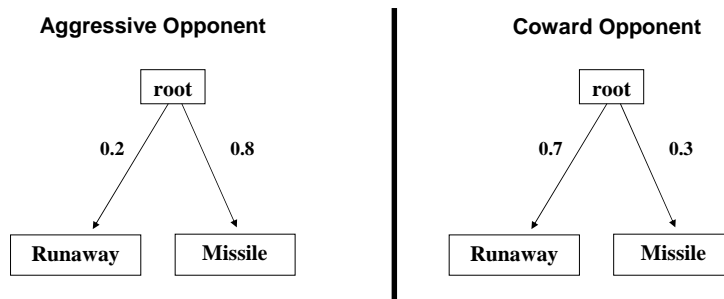 Aggressive Opponent
root
0.2
0.8
Runaway
Missile
Coward Opponent
root
0.7
0.3
Runaway
Missile